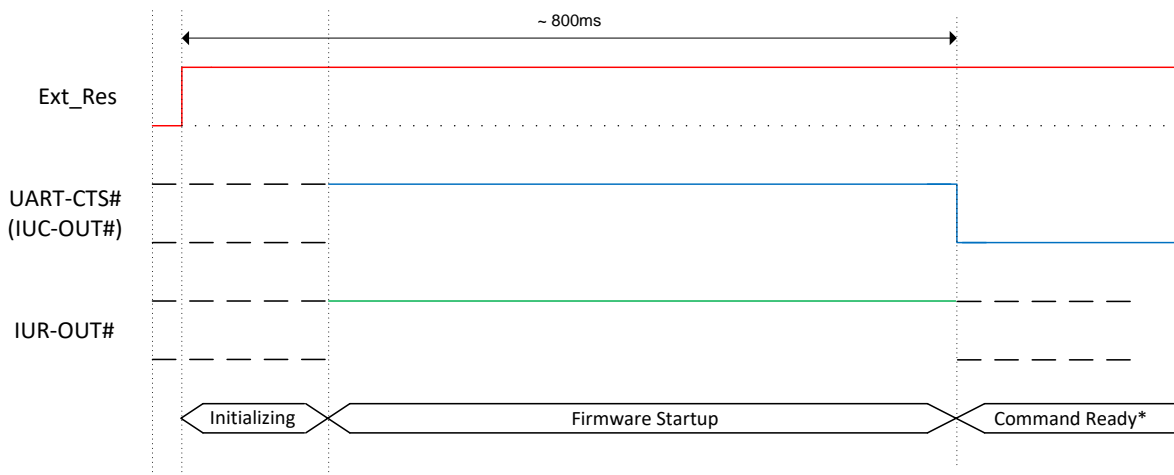 ~ 800ms
Ext_Res
UART-CTS#
(IUC-OUT#)
IUR-OUT#
Initializing
Firmware Startup
Command Ready*